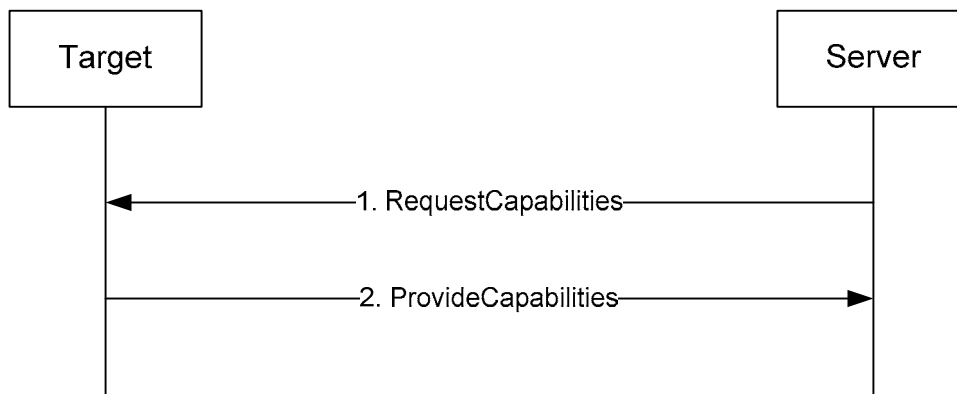 Target
Server
1. RequestCapabilities
2. ProvideCapabilities